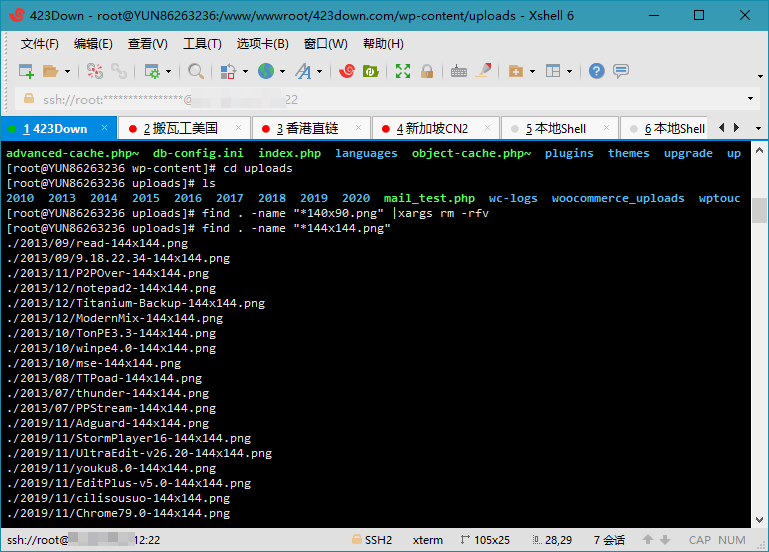 423Down - root@YUN86263236:/www/wwwroot/423down.com/wp-content/uploads - Xshell 6
文件(F) 编辑(E) 查看(V) 工具(T) 选项卡(B) 窗口(W) 帮助(H)
ssh://root:****************@ 22
1 423Down × 2 搬瓦工美国 × 3 香港直链 × 4 新加坡CN2 × 5 本地Shell × 6 本地Shell
advanced-cache.php~ db-config.ini index.php languages object-cache.php~ plugins themes upgrade up
[root@YUN86263236 wp-content]# cd uploads
[root@YUN86263236 uploads]# ls
2010 2013 2014 2015 2016 2017 2018 2019 2020 mail_test.php wc-logs woocommerce_uploads wptouc
[root@YUN86263236 uploads]# find . -name "*140x90.png" |xargs rm -rfv
[root@YUN86263236 uploads]# find . -name "*144x144.png"
./2013/09/read-144x144.png
./2013/09/9.18.22.34-144x144.png
./2013/11/P2POver-144x144.png
./2013/12/notepad2-144x144.png
./2013/12/Titanium-Backup-144x144.png
./2013/12/ModernMix-144x144.png
./2013/10/TonPE3.3-144x144.png
./2013/10/winpe4.0-144x144.png
./2013/10/mse-144x144.png
./2013/08/TTPoad-144x144.png
./2013/07/thunder-144x144.png
./2013/07/PPStream-144x144.png
./2019/11/Adguard-144x144.png
./2019/11/StormPlayer16-144x144.png
./2019/11/UltraEdit-v26.20-144x144.png
./2019/11/youku8.0-144x144.png
./2019/11/EditPlus-v5.0-144x144.png
./2019/11/cilisousuo-144x144.png
./2019/11/Chrome79.0-144x144.png
ssh://root@ 12:22 SSH2 xterm 105x25 28,29 7 会话 CAP NUM